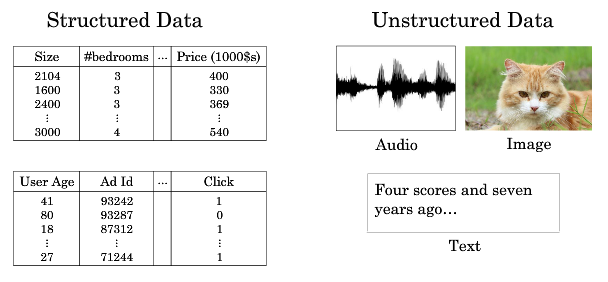 Structured Data
Size #bedrooms ... Price (1000$s)
2104 3 400
1600 3 330
2400 3 369
⋮ ⋮ ⋮
3000 4 540
User Age Ad Id ... Click
41 93242 1
80 93287 0
18 87312 1
⋮ ⋮ ⋮
27 71244 1
Unstructured Data
Audio
Image
Four scores and seven
years ago...
Text